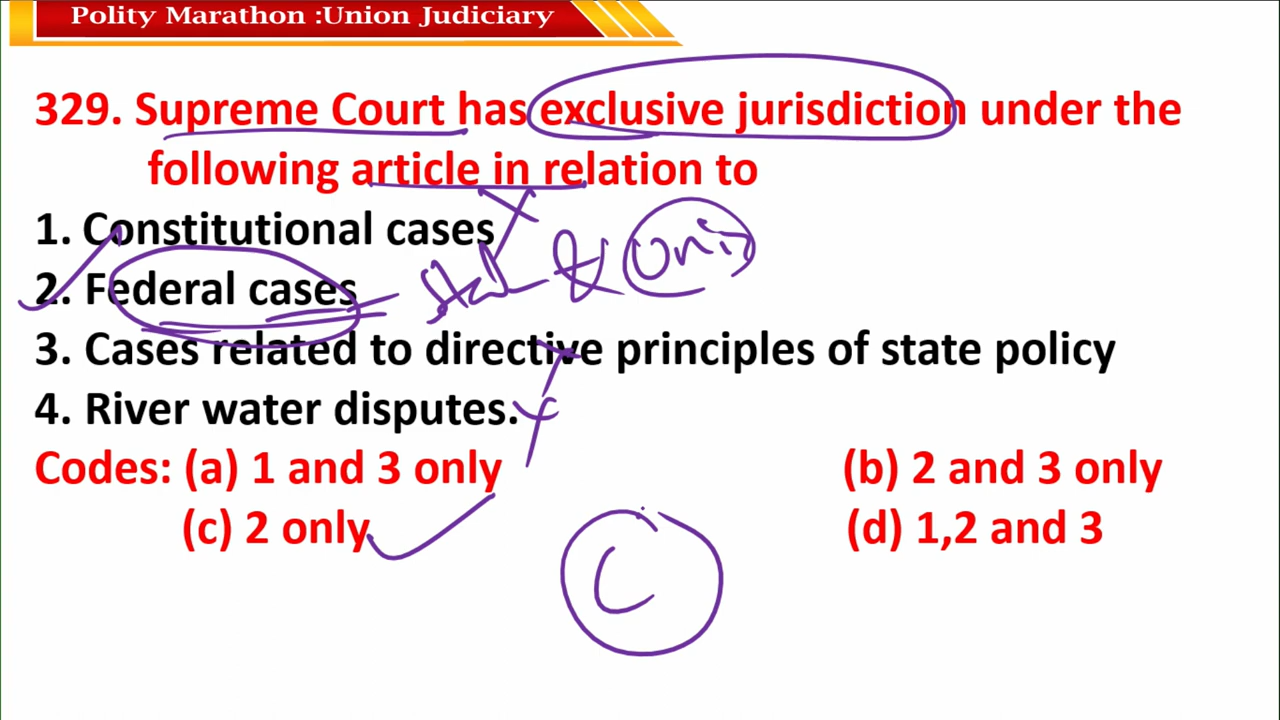 Polity Marathon :Union Judiciary
329. Supreme Court has exclusive jurisdiction under the
following article in relation to
1. Constitutional cases
2. Federal cases
State & Union
3. Cases related to directive principles of state policy
4. River water disputes.
Codes: (a) 1 and 3 only (b) 2 and 3 only
(c) 2 only (d) 1,2 and 3
C